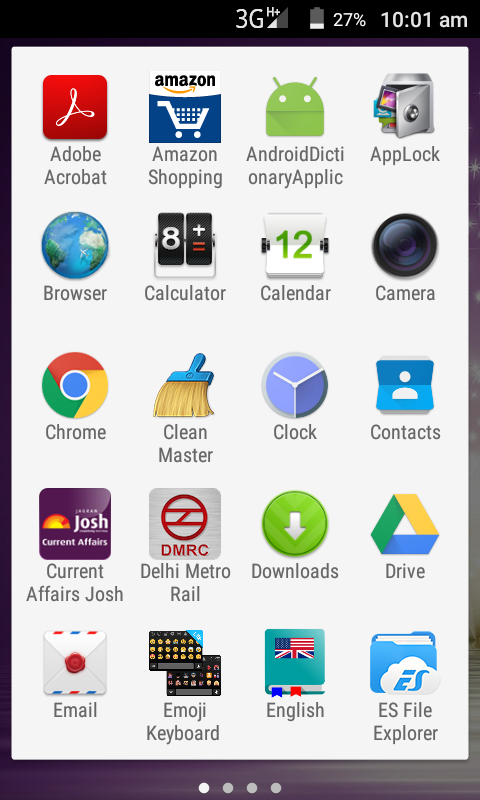 3G H+ 27% 10:01 am
amazon
Adobe Acrobat
Amazon Shopping
AndroidDictionaryApplic
AppLock
8 + =
12
Browser
Calculator
Calendar
Camera
Chrome
Clean Master
Clock
Contacts
JAGRAN
Josh
Current Affairs
DMRC
Current Affairs Josh
Delhi Metro Rail
Downloads
Drive
ES
Email
Emoji Keyboard
English
ES File Explorer